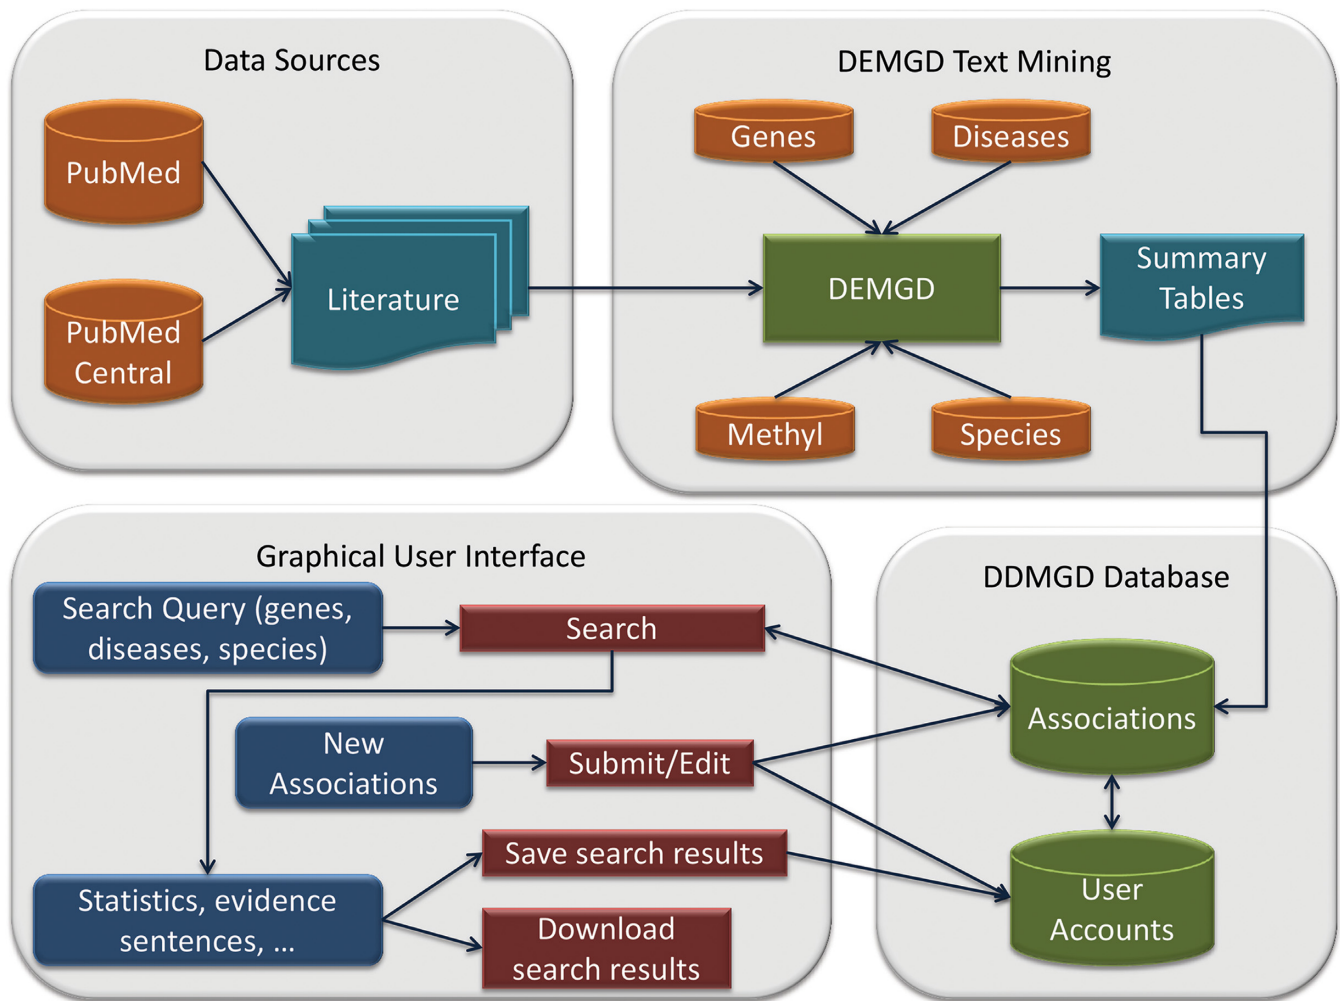 Data Sources
PubMed
PubMed
Central
Literature
DEMGD Text Mining
Genes
Diseases
DEMGD
Summary
Tables
Methyl
Species
Graphical User Interface
Search Query (genes,
diseases, species)
Search
New
Associations
Submit/Edit
Save search results
Statistics, evidence
sentences, ...
Download
search results
DDMGD Database
Associations
User
Accounts